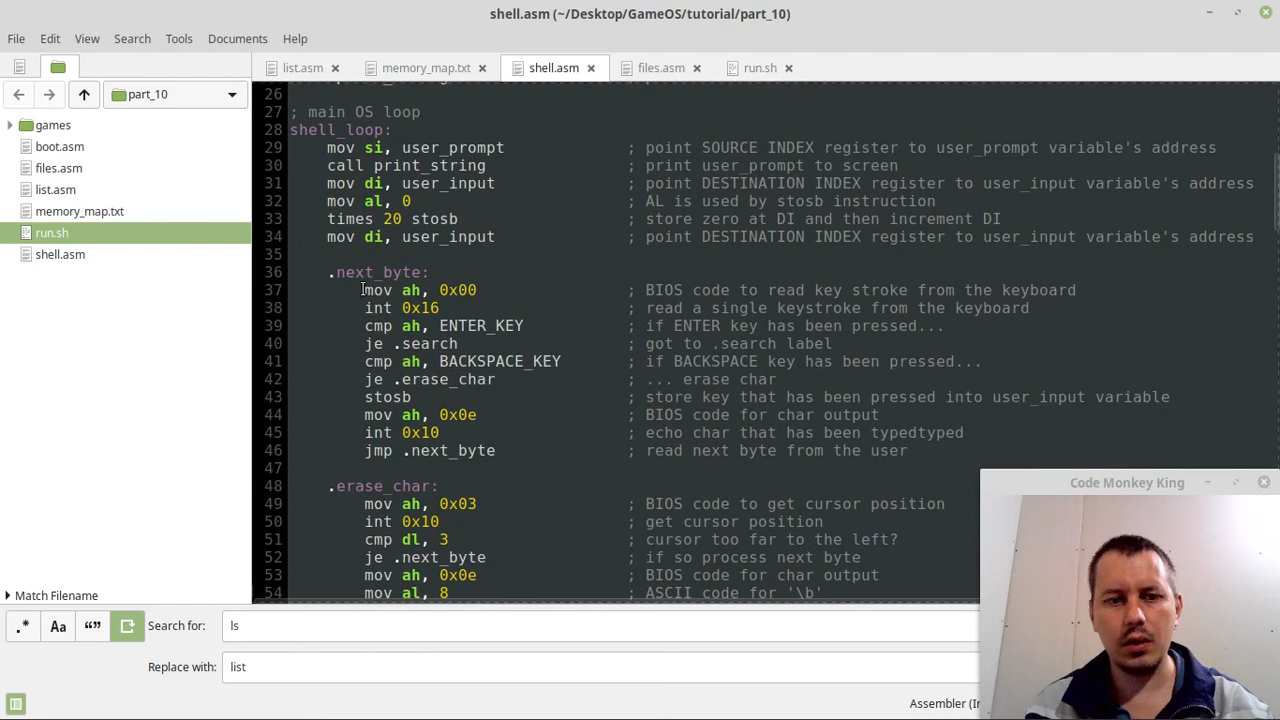 shell.asm (~/Desktop/GameOS/tutorial/part_10)
File Edit View Search Tools Documents Help
list.asm memory_map.txt shell.asm files.asm run.sh
part_10
games
boot.asm
files.asm
list.asm
memory_map.txt
run.sh
shell.asm
Match Filename
26
27 ; main OS loop
28 shell_loop:
29 mov si, user_prompt ; point SOURCE INDEX register to user_prompt variable's address
30 call print_string ; print user_prompt to screen
31 mov di, user_input ; point DESTINATION INDEX register to user_input variable's address
32 mov al, 0 ; AL is used by stosb instruction
33 times 20 stosb ; store zero at DI and then increment DI
34 mov di, user_input ; point DESTINATION INDEX register to user_input variable's address
35
36 .next_byte:
37 mov ah, 0x00 ; BIOS code to read key stroke from the keyboard
38 int 0x16 ; read a single keystroke from the keyboard
39 cmp ah, ENTER_KEY ; if ENTER key has been pressed...
40 je .search ; got to .search label
41 cmp ah, BACKSPACE_KEY ; if BACKSPACE key has been pressed...
42 je .erase_char ; ... erase char
43 stosb ; store key that has been pressed into user_input variable
44 mov ah, 0x0e ; BIOS code for char output
45 int 0x10 ; echo char that has been typedtyped
46 jmp .next_byte ; read next byte from the user
47
48 .erase_char:
49 mov ah, 0x03 ; BIOS code to get cursor position
50 int 0x10 ; get cursor position
51 cmp dl, 3 ; cursor too far to the left?
52 je .next_byte ; if so process next byte
53 mov ah, 0x0e ; BIOS code for char output
54 mov al, 8 ; ASCII code for '\b'
Code Monkey King
.* Aa “” Search for: ls
Replace with: list
Assembler (In